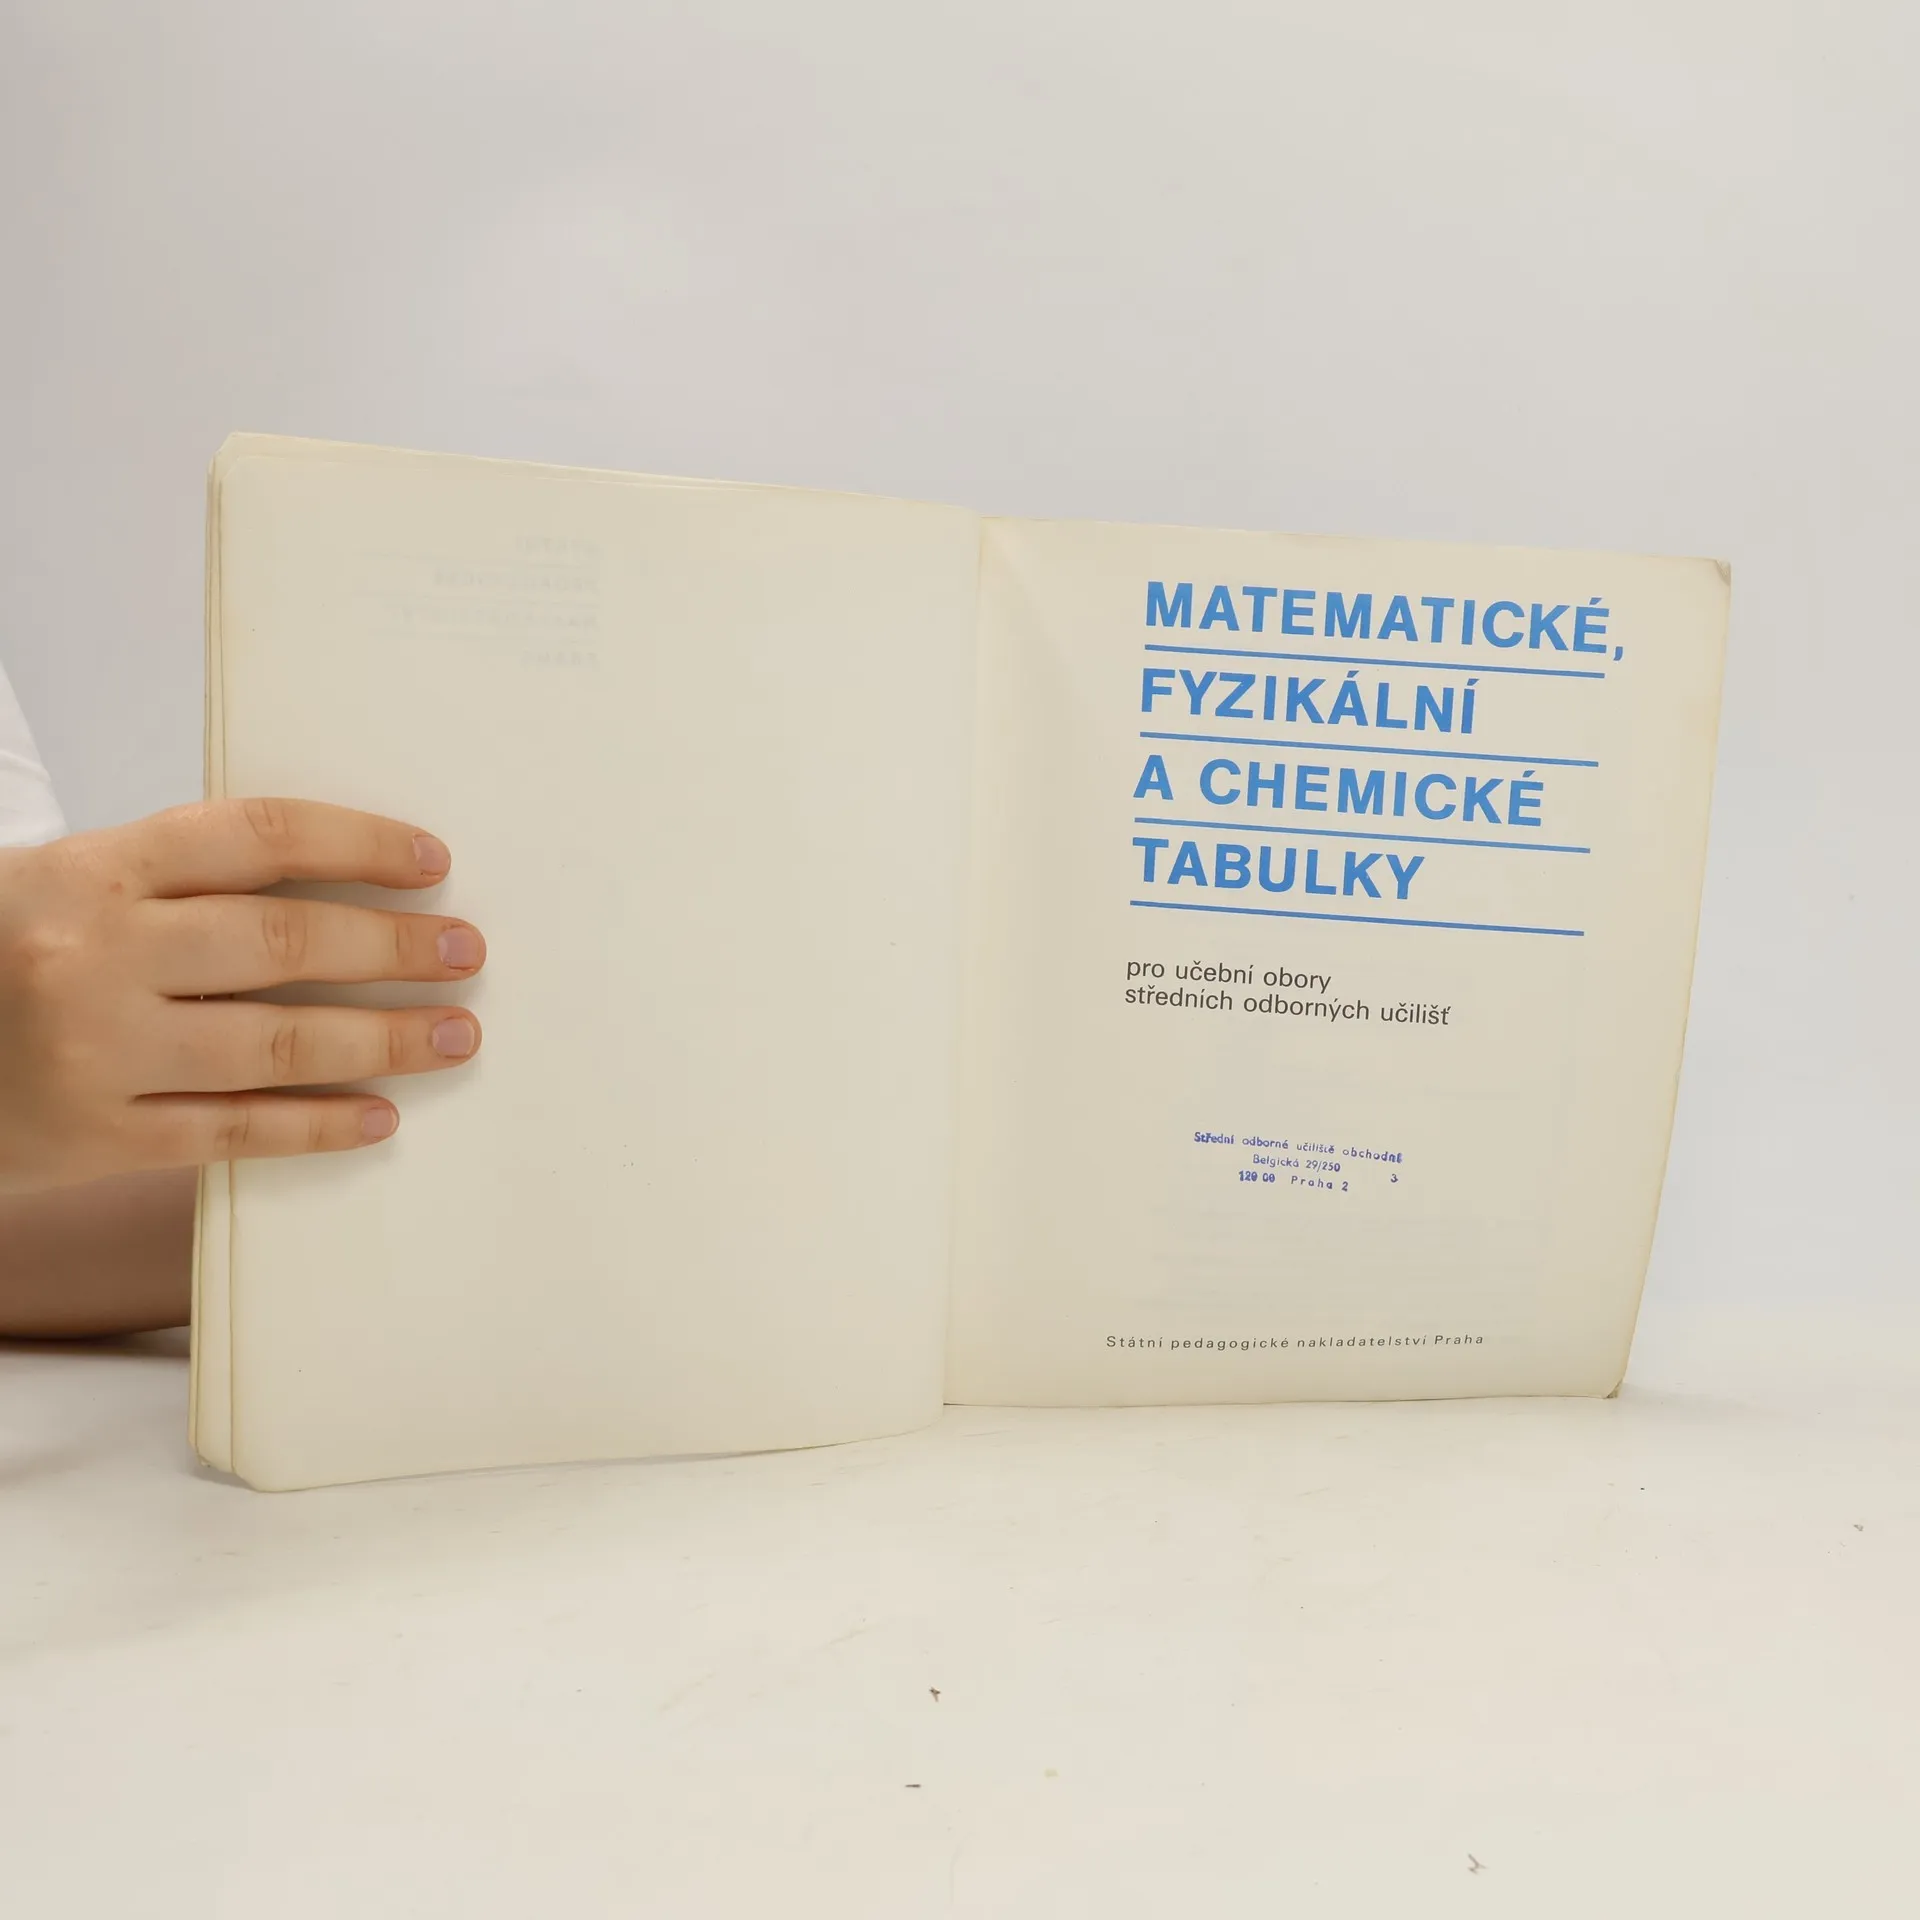 MATEMATICKÉ,
FYZIKÁLNÍ
A CHEMICKÉ
TABULKY
pro učební obory
středních odborných učilišť
Střední odborné učiliště obchodní
Belgická 29/250 3
120 00 Praha 2
Státní pedagogické nakladatelství Praha